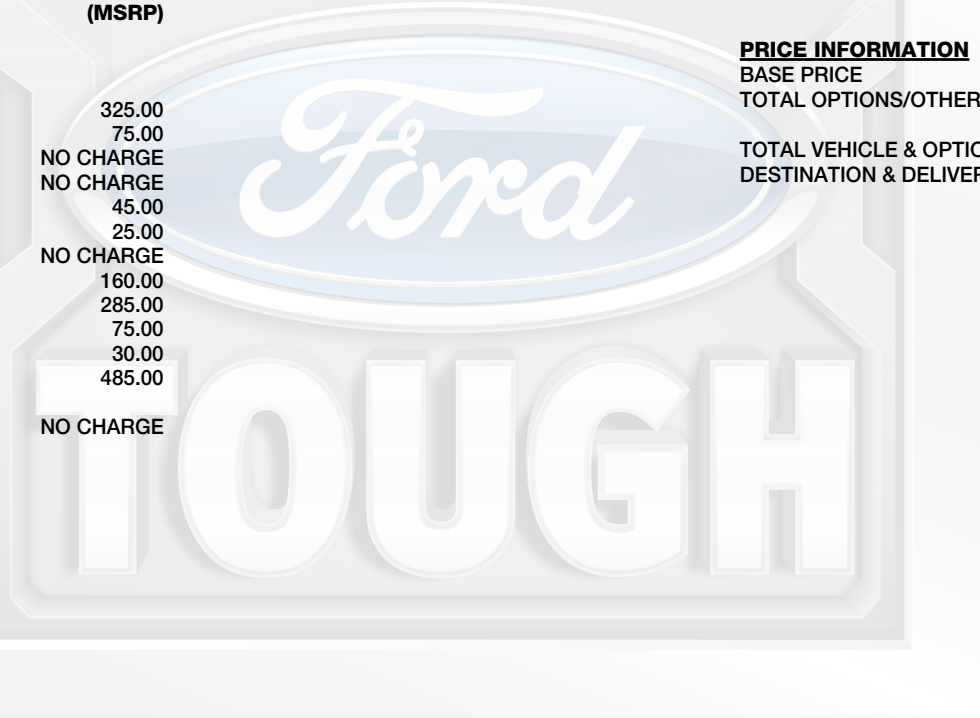 (MSRP)
325.00
75.00
NO CHARGE
NO CHARGE
45.00
25.00
NO CHARGE
160.00
285.00
75.00
30.00
485.00
NO CHARGE
PRICE INFORMATION
BASE PRICE
TOTAL OPTIONS/OTHER
TOTAL VEHICLE &
DESTINATION &
Ford
TOUGH